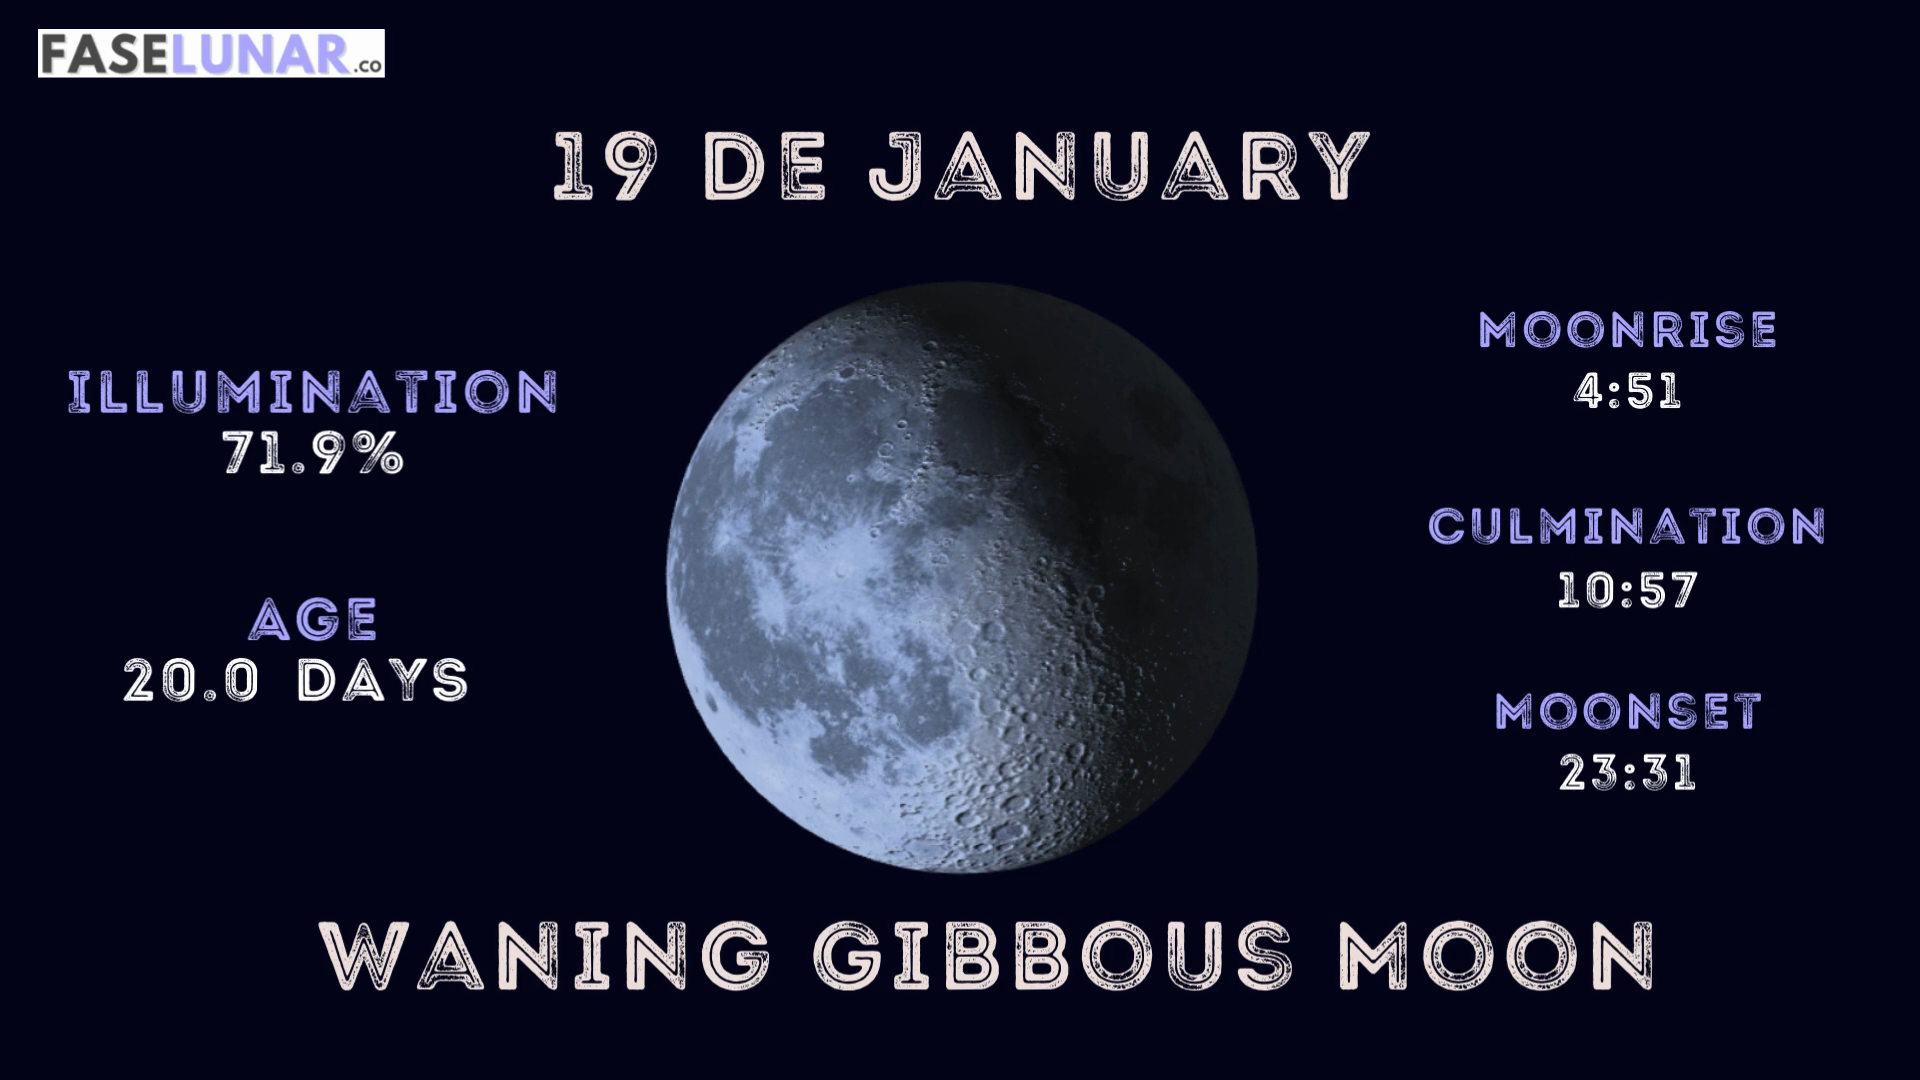 FASELUNAR.co
19 DE JANUARY
ILLUMINATION
71.9%
AGE
20.0 DAYS
MOONRISE
4:51
CULMINATION
10:57
MOONSET
23:31
WANING GIBBOUS MOON